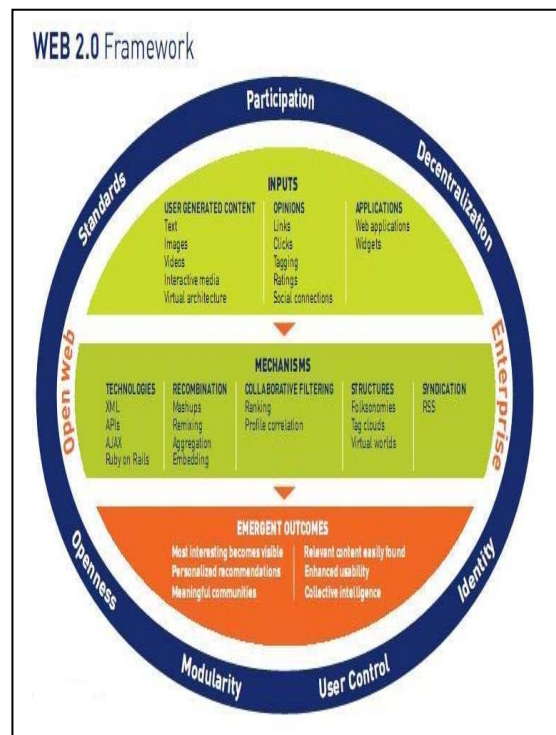 WEB 2.0 Framework
Participation
Standards
Decentralization
INPUTS
USER GENERATED CONTENT
Text
Images
Videos
Interactive media
Virtual architecture
OPINIONS
Links
Clicks
Tagging
Ratings
Social connections
APPLICATIONS
Web applications
Widgets
Open web
Enterprise
MECHANISMS
TECHNOLOGIES
XML
APIs
AJAX
Ruby on Rails
RECOMBINATION
Mashups
Remixing
Aggregation
Embedding
COLLABORATIVE FILTERING
Ranking
Profile correlation
STRUCTURES
Folksonomies
Tag clouds
Virtual worlds
SYNDICATION
RSS
EMERGENT OUTCOMES
Most interesting becomes visible
Personalized recommendations
Meaningful communities
Relevant content easily found
Enhanced usability
Collective intelligence
Openness
Identity
Modularity
User Control